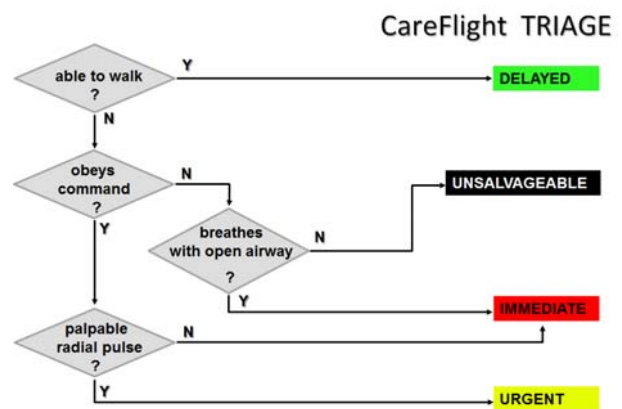 CareFlight TRIAGE
able to walk
?
Y
DELAYED
N
obeys
command
?
N
UNSALVAGEABLE
Y
breathes
with open airway
?
N
Y
IMMEDIATE
palpable
radial pulse
?
N
Y
URGENT